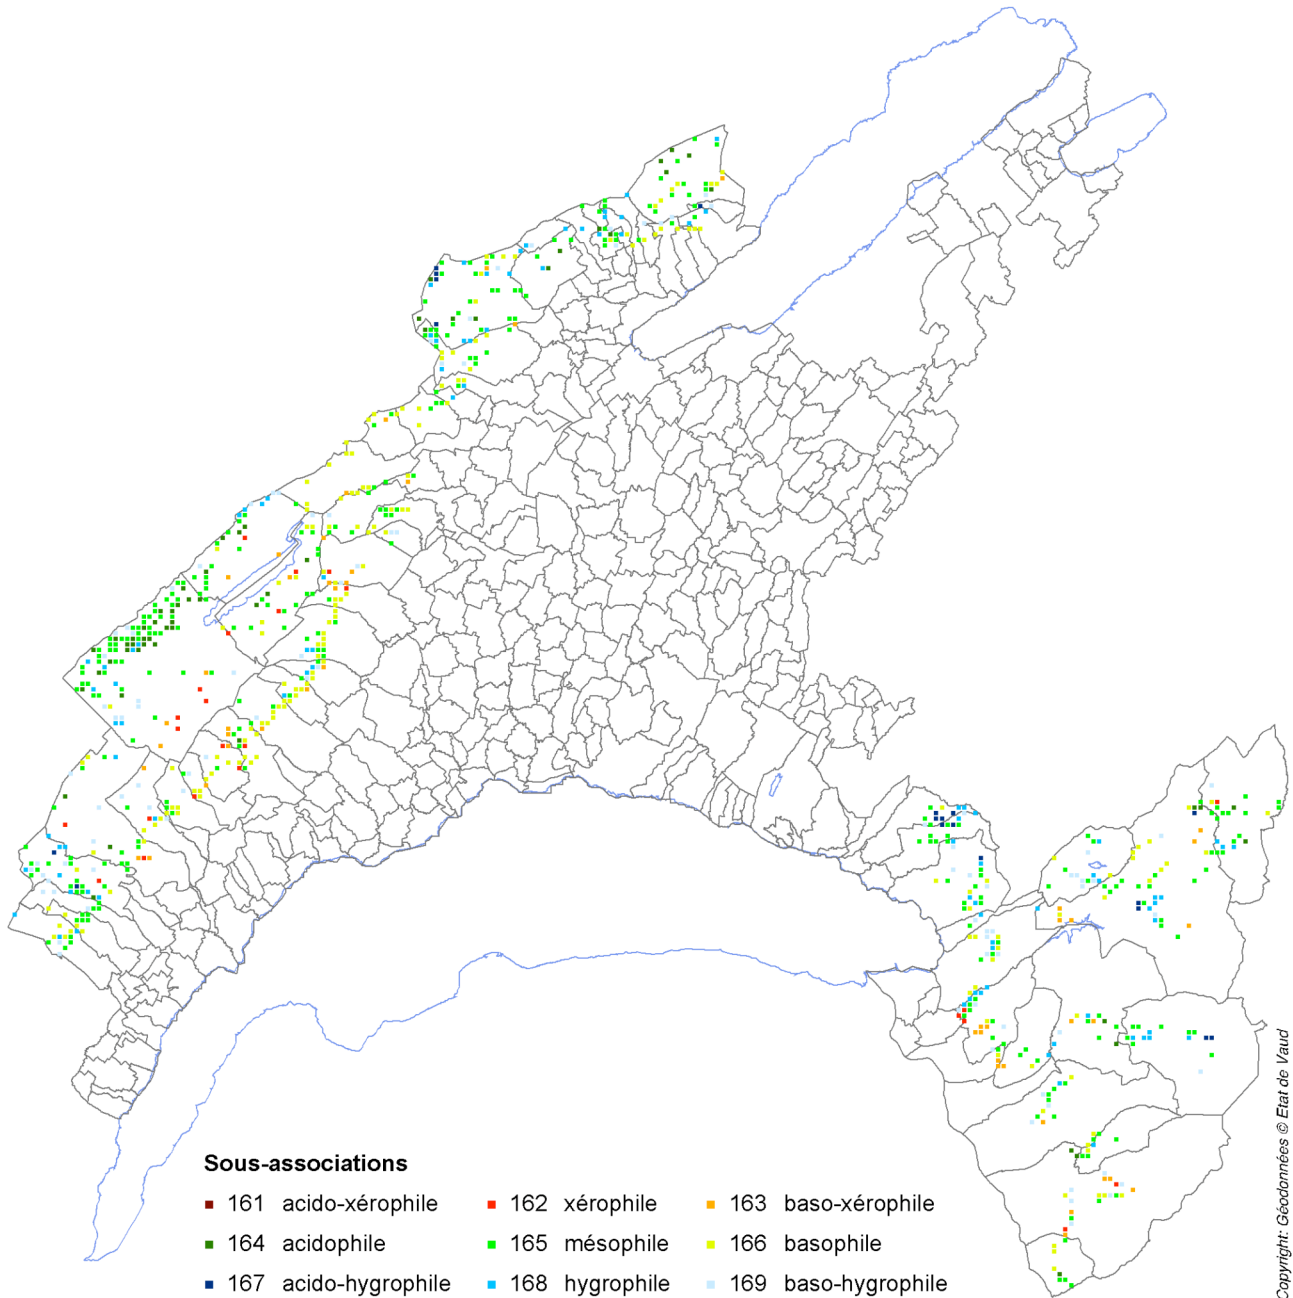 Sous-associations
161 acido-xérophile 162 xérophile 163 baso-xérophile
164 acidophile 165 mésophile 166 basophile
167 acido-hygrophile 168 hygrophile 169 baso-hygrophile
Copyright: Géodonnées © Etat de Vaud